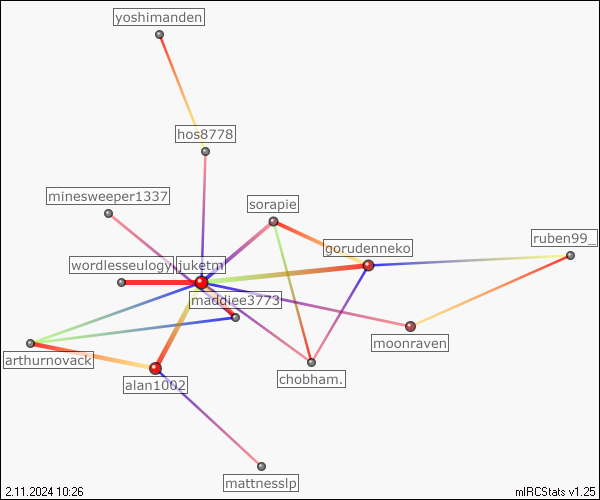 yoshimanden
hos8778
minesweeper1337
sorapie
ruben99_
gorudenneko
wordlesseulogy
juketm
maddiee3773
moonraven
arthurnovack
chobham.
alan1002
mattnesslp
2.11.2024 10:26
mIRCStats v1.25